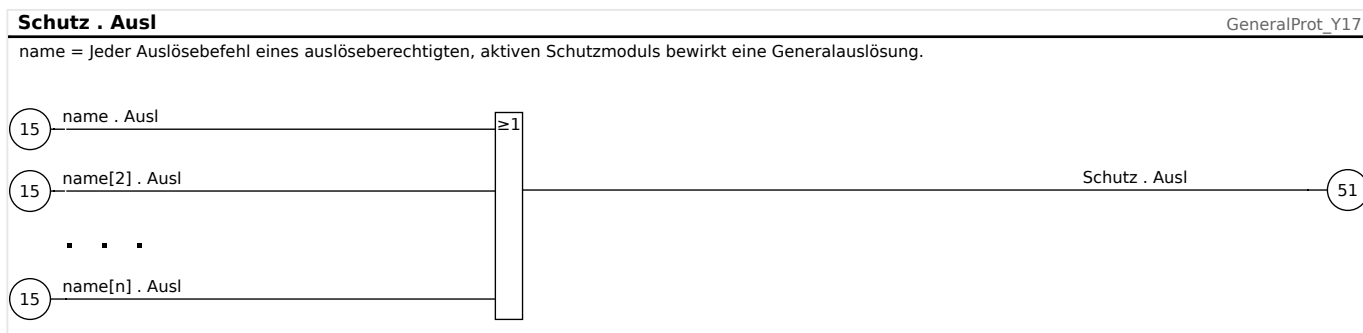 Schutz . Ausl
GeneralProt_Y17
name = Jeder Auslösebefehl eines auslöseberechtigten, aktiven Schutzmoduls bewirkt eine Generalauslösung.
15
name . Ausl
≥1
15
name[2] . Ausl
Schutz . Ausl
51
. . .
15
name[n] . Ausl